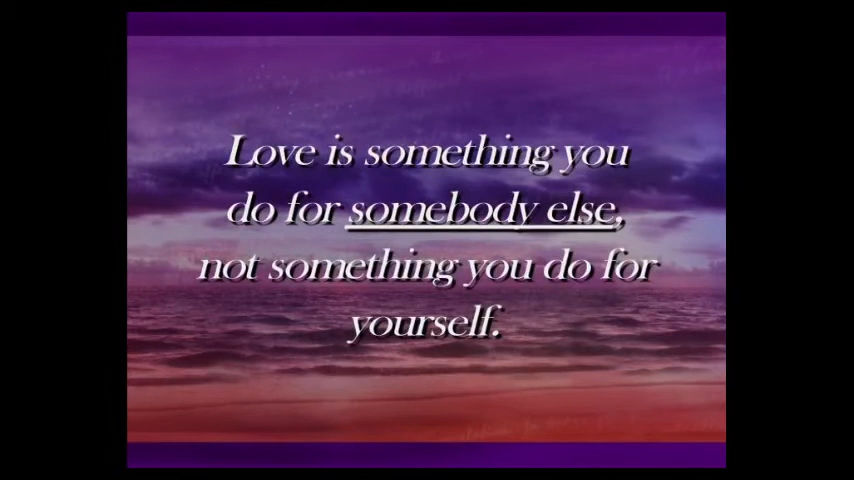 Love is something you
do for somebody else,
not something you do for
yourself.